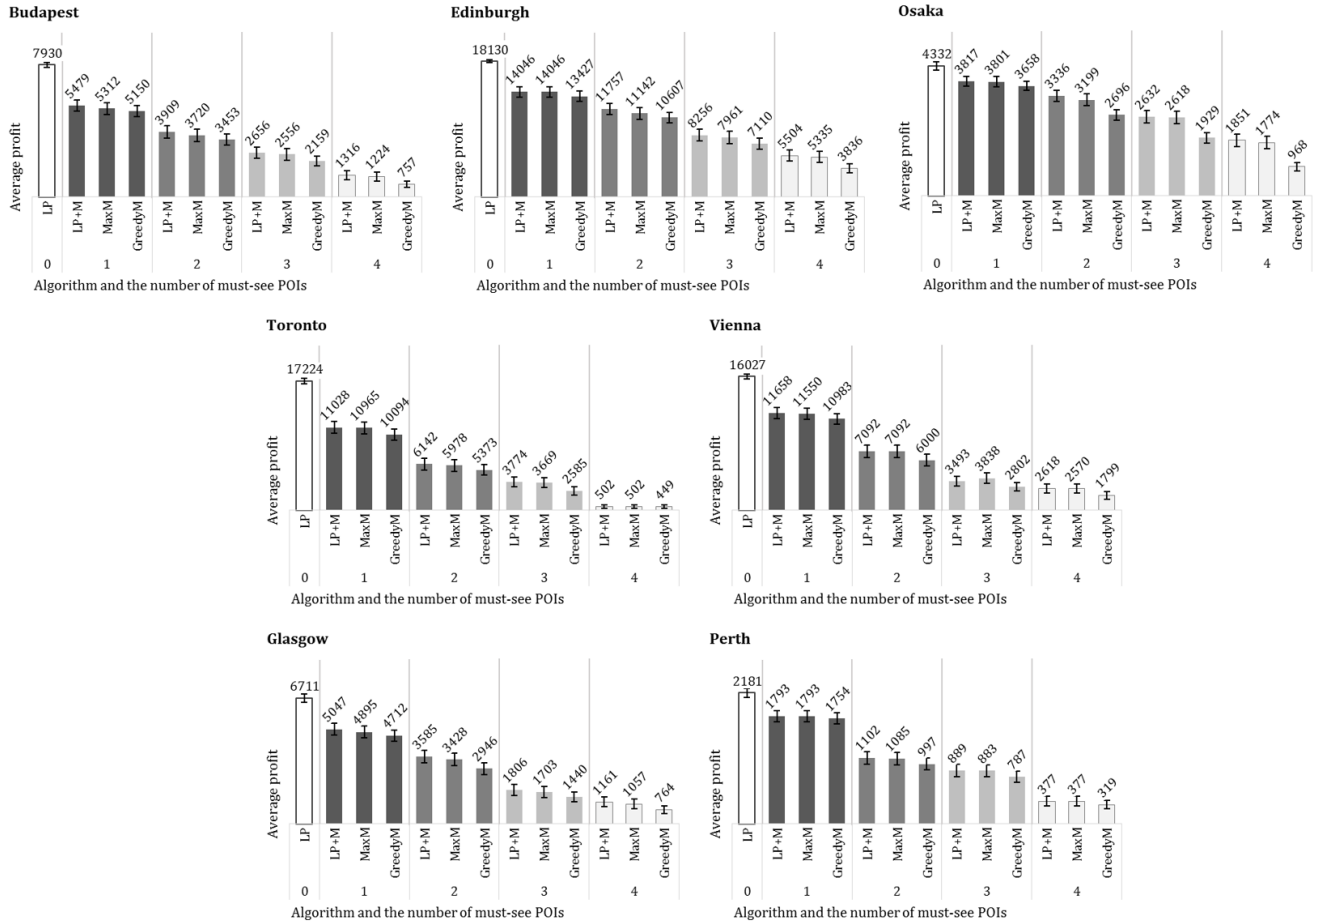 Budapest
7930
5479 5312 5150
3909 3720 3453
2656 2556 2159
1316 1224 757
Average profit
LP LP+M MaxM GreedyM LP+M MaxM GreedyM LP+M MaxM GreedyM LP+M MaxM GreedyM
0 1 2 3 4
Algorithm and the number of must-see POIs
Edinburgh
18130
14046 14046 13427
11757 11142 10607
8256 7961 7110
5504 5335 3836
Average profit
LP LP+M MaxM GreedyM LP+M MaxM GreedyM LP+M MaxM GreedyM LP+M MaxM GreedyM
0 1 2 3 4
Algorithm and the number of must-see POIs
Osaka
4332
3817 3801 3658
3336 3199 2696
2632 2618 1929
1851 1774 968
Average profit
LP LP+M MaxM GreedyM LP+M MaxM GreedyM LP+M MaxM GreedyM LP+M MaxM GreedyM
0 1 2 3 4
Algorithm and the number of must-see POIs
Toronto
17224
11028 10965 10094
6142 5978 5373
3774 3669 2585
502 502 449
Average profit
LP LP+M MaxM GreedyM LP+M MaxM GreedyM LP+M MaxM GreedyM LP+M MaxM GreedyM
0 1 2 3 4
Algorithm and the number of must-see POIs
Vienna
16027
11658 11550 10983
7092 7092 6000
3493 3838 2802
2618 2570 1799
Average profit
LP LP+M MaxM GreedyM LP+M MaxM GreedyM LP+M MaxM GreedyM LP+M MaxM GreedyM
0 1 2 3 4
Algorithm and the number of must-see POIs
Glasgow
6711
5047 4895 4712
3585 3428 2946
1806 1703 1440
1161 1057 764
Average profit
LP LP+M MaxM GreedyM LP+M MaxM GreedyM LP+M MaxM GreedyM LP+M MaxM GreedyM
0 1 2 3 4
Algorithm and the number of must-see POIs
Perth
2181
1793 1793 1754
1102 1085 997
889 883 787
377 377 319
Average profit
LP LP+M MaxM GreedyM LP+M MaxM GreedyM LP+M MaxM GreedyM LP+M MaxM GreedyM
0 1 2 3 4
Algorithm and the number of must-see POIs